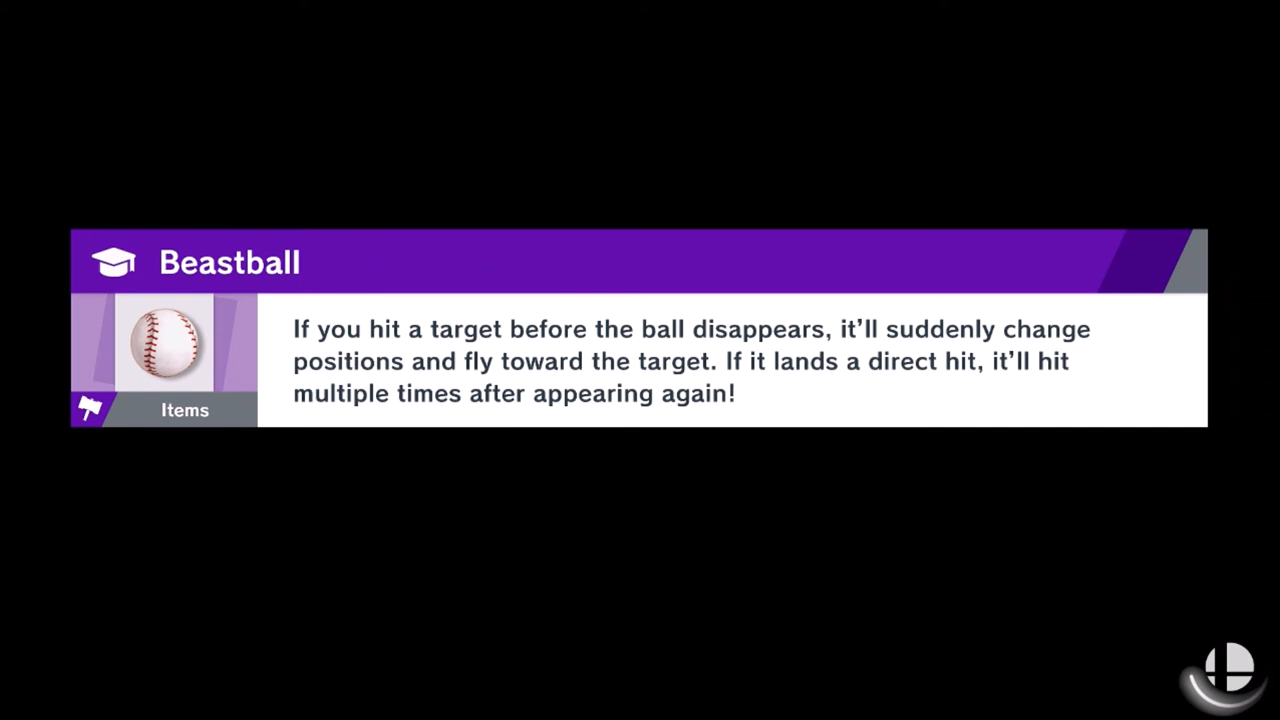 Beastball
If you hit a target before the ball disappears, it’ll suddenly change
positions and fly toward the target. If it lands a direct hit, it’ll hit
multiple times after appearing again!
Items